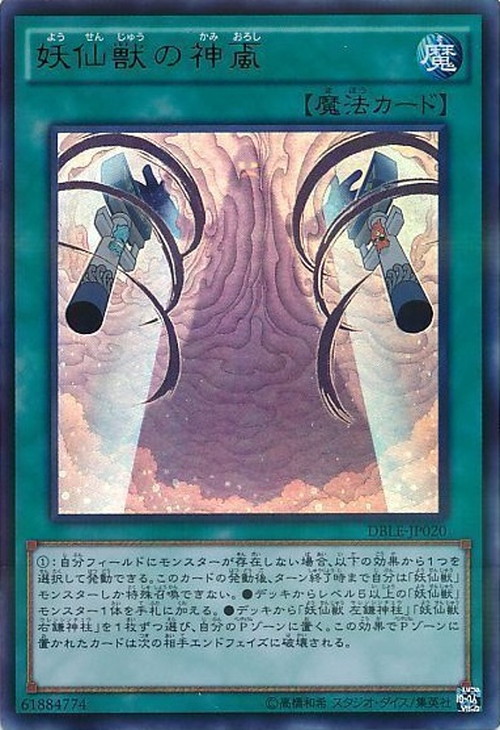 よう せん じゅう かみ おろし
妖仙獣の神颪
魔
ま ほう
【魔法カード】
DBLE-JP020
①:自分フィールドにモンスターが存在しない場合、以下の効果から1つを
選択して発動できる。このカードの発動後、ターン終了時まで自分は「妖仙獣」
モンスターしか特殊召喚できない。●デッキからレベル5以上の「妖仙獣」
モンスター1体を手札に加える。●デッキから「妖仙獣 左鎌神柱」「妖仙獣
右鎌神柱」を1枚ずつ選び、自分のPゾーンに置く。この効果でPゾーン
に置かれたカードは次の相手エンドフェイズに破壊される。
61884774
©高橋和希 スタジオ・ダイス/集英社